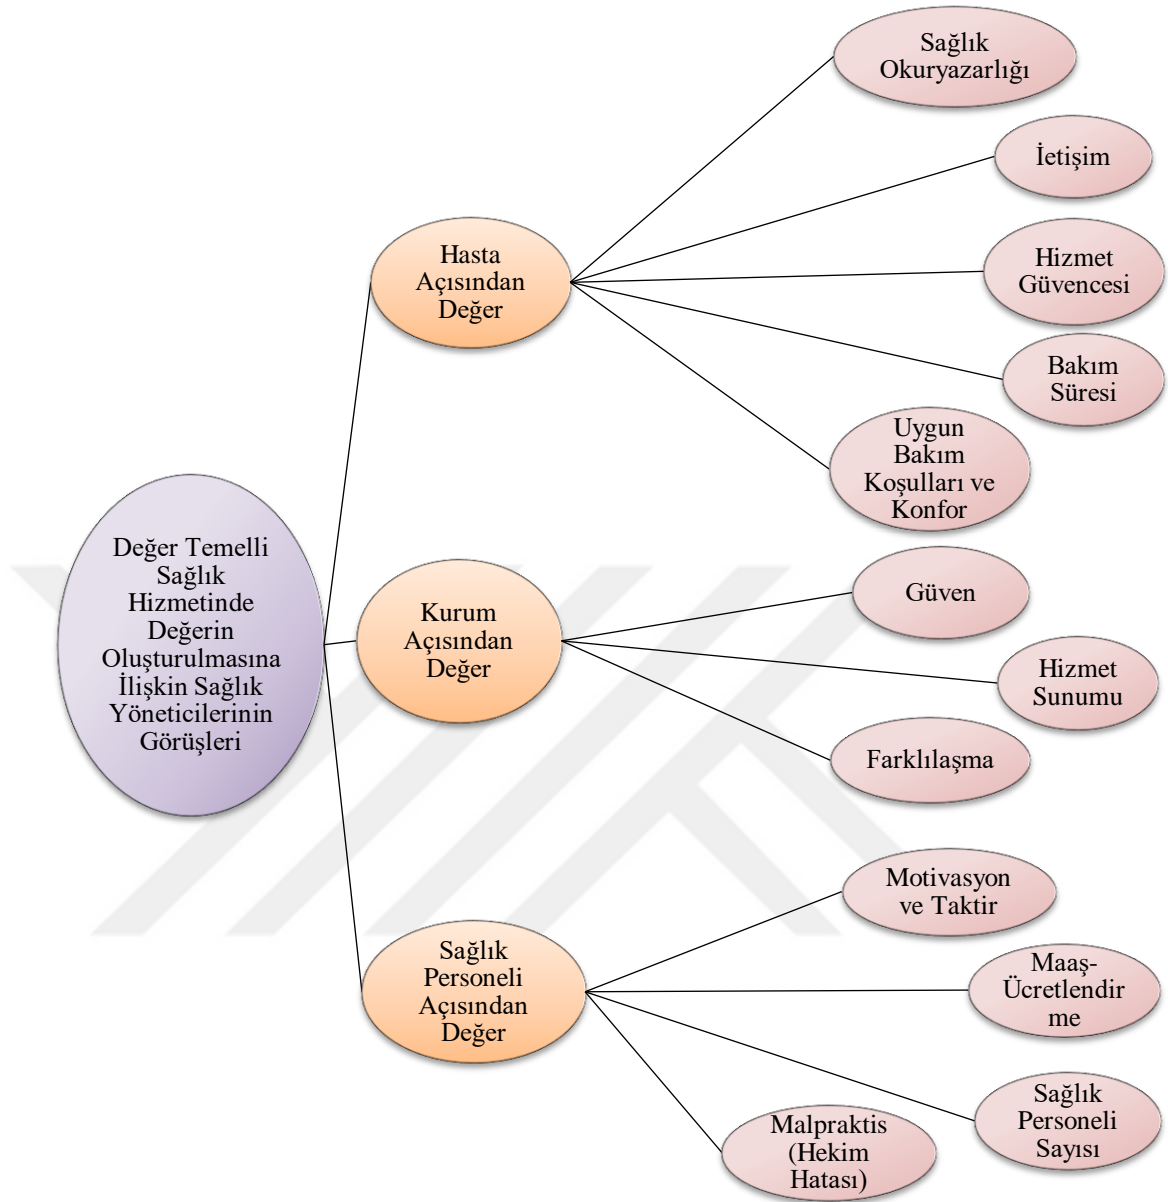 Değer Temelli
Sağlık
Hizmetinde
Değerin
Oluşturulmasına
İlişkin Sağlık
Yöneticilerinin
Görüşleri
Hasta
Açısından
Değer
Sağlık
Okuryazarlığı
İletişim
Hizmet
Güvencesi
Bakım
Süresi
Uygun
Bakım
Koşulları ve
Konfor
Kurum
Açısından
Değer
Güven
Hizmet
Sunumu
Farklılaşma
Sağlık
Personeli
Açısından
Değer
Motivasyon
ve Taktir
Maaş-
Ücretlendir
me
Sağlık
Personeli
Sayısı
Malpraktis
(Hekim
Hatası)